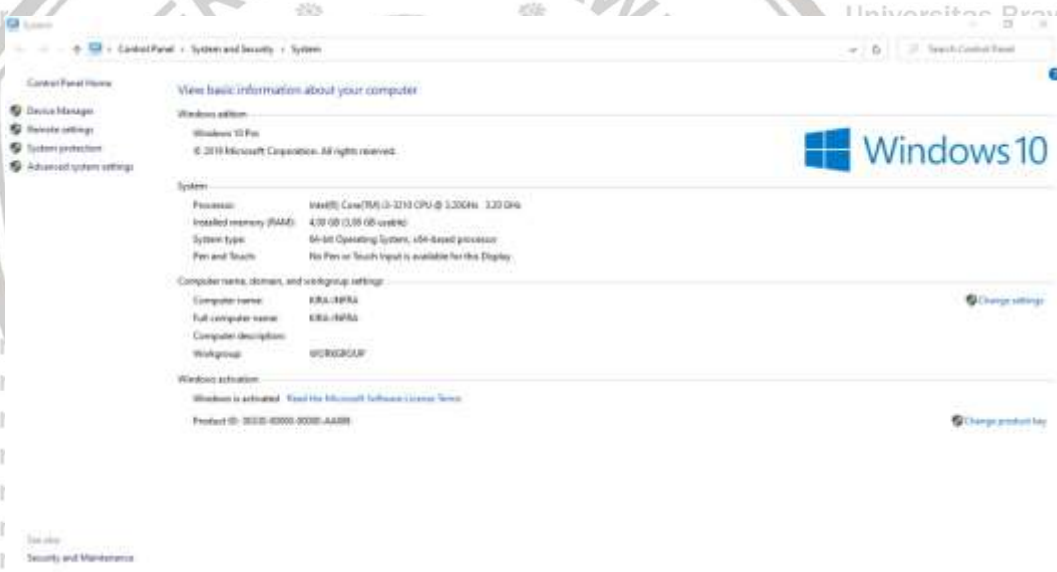 Universitas Braw
System
Control Panel › System and Security › System
Search Control Panel
Control Panel Home
View basic information about your computer
Device Manager
Remote settings
System protection
Advanced system settings
Windows edition
Windows 10 Pro
© 2019 Microsoft Corporation. All rights reserved.
Windows 10
System
Processor: Intel(R) Core(TM) i3-3210 CPU @ 3.20GHz 3.20 GHz
Installed memory (RAM): 4,00 GB usable)
System type: 64-bit Operating System, x64-based processor
Pen and Touch: No Pen or Touch Input is available for this Display
Computer name, domain, and workgroup settings
Computer name: KIRA-INFRA
Change settings
Full computer name: KIRA-INFRA
Computer description:
Workgroup: WORKGROUP
Windows activation
Windows is activated Read the Microsoft Software License Terms
Product ID:
Change product key
See also
Security and Maintenance